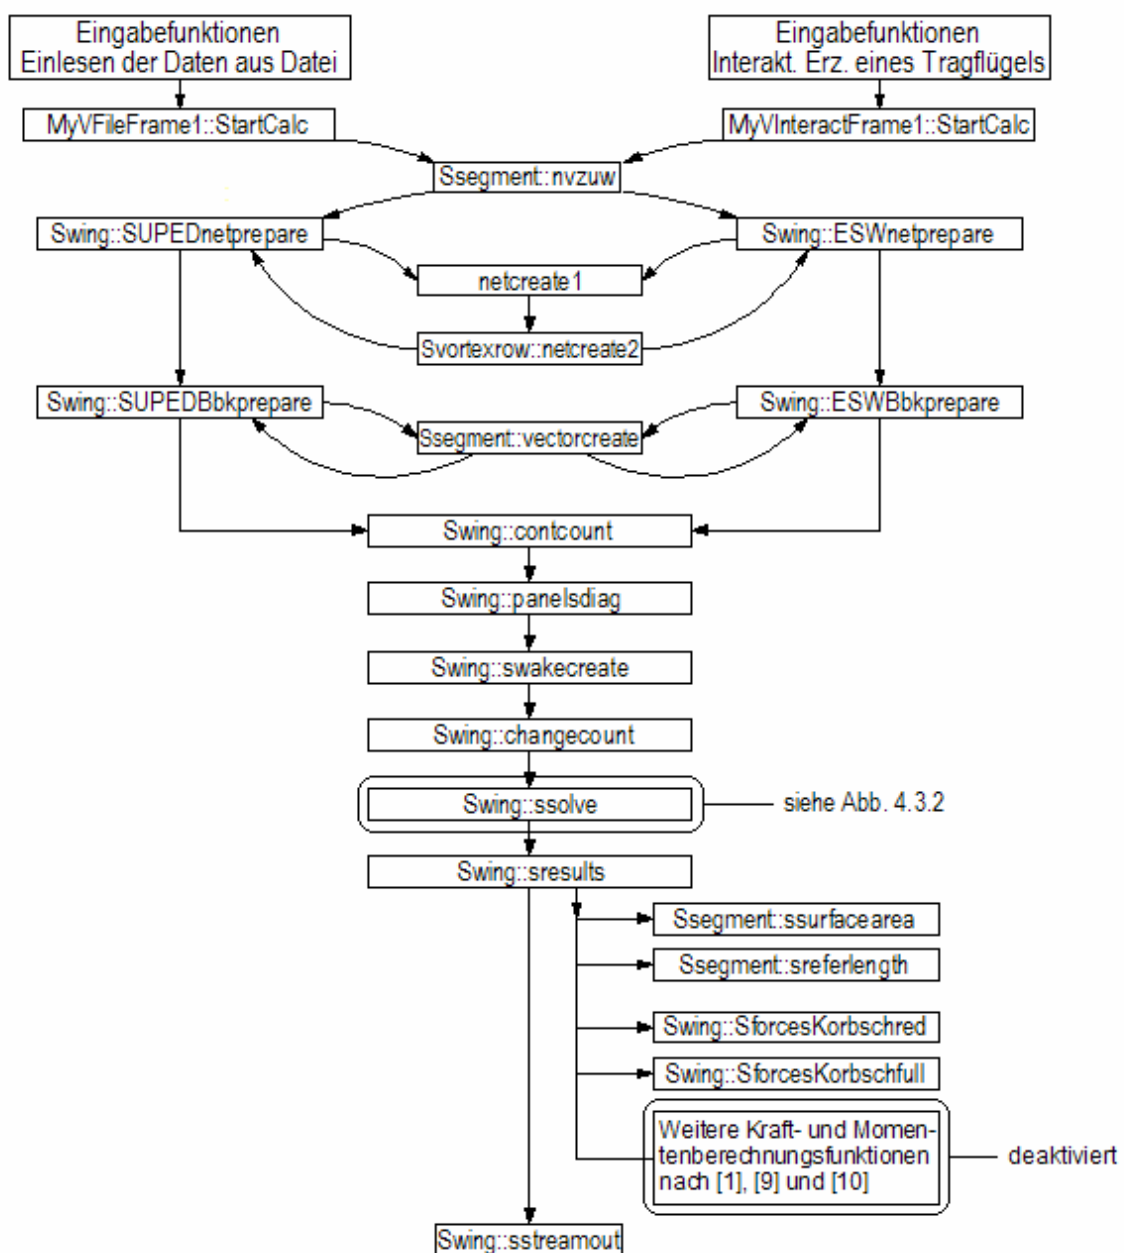 Eingabefunktionen
Einlesen der Daten aus Datei
Eingabefunktionen
Interakt. Erz. eines Tragflügels
MyVFileFrame1::StartCalc
MyVInteractFrame1::StartCalc
Ssegment::nvzuw
Swing::SUPEDnetprepare
Swing::ESWnetprepare
netcreate1
Svortexrow::netcreate2
Swing::SUPEDBbkprepare
Swing::ESWBbkprepare
Ssegment::vectorcreate
Swing::contcount
Swing::panelsdiag
Swing::swakecreate
Swing::changecount
Swing::ssolve
siehe Abb. 4.3.2
Swing::sresults
Ssegment::ssurfacearea
Ssegment::sreferlength
Swing::SforcesKorbschred
Swing::SforcesKorbschfull
Weitere Kraft- und Momen-
tenberechnungsfunktionen
nach [1], [9] und [10]
deaktiviert
Swing::sstreamout